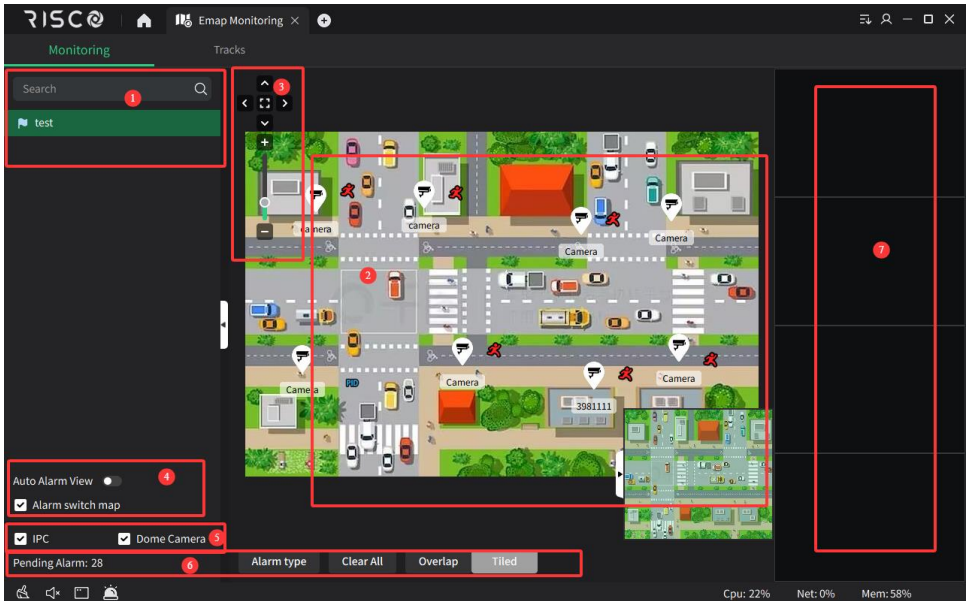 RISCO
Emap Monitoring
Monitoring
Tracks
Search
1
test
3
camera
camera
Camera
Camera
2
7
Camera
Camera
Camera
PID
3981111
Auto Alarm View
4
Alarm switch map
IPC
Dome Camera
5
Pending Alarm: 28
6
Alarm type
Clear All
Overlap
Tiled
Cpu: 22%
Net: 0%
Mem: 58%